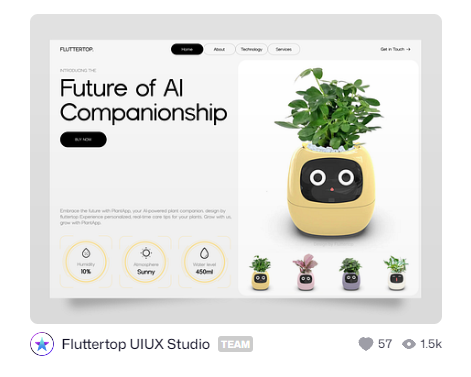 FLUTTERTOP.
Home
About
Technology
Services
Get in Touch →
INTRODUCING THE
Future of AI
Companionship
BUY NOW
Embrace the future with PlantApp, your AI-powered plant companion, design by
fluttertop Experience personalized, real-time care tips for your plants. Grow with us,
grow with PlantApp.
Humidity
10%
Atmosphere
Sunny
Water level
450ml
Fluttertop UIUX Studio TEAM
57
1.5k